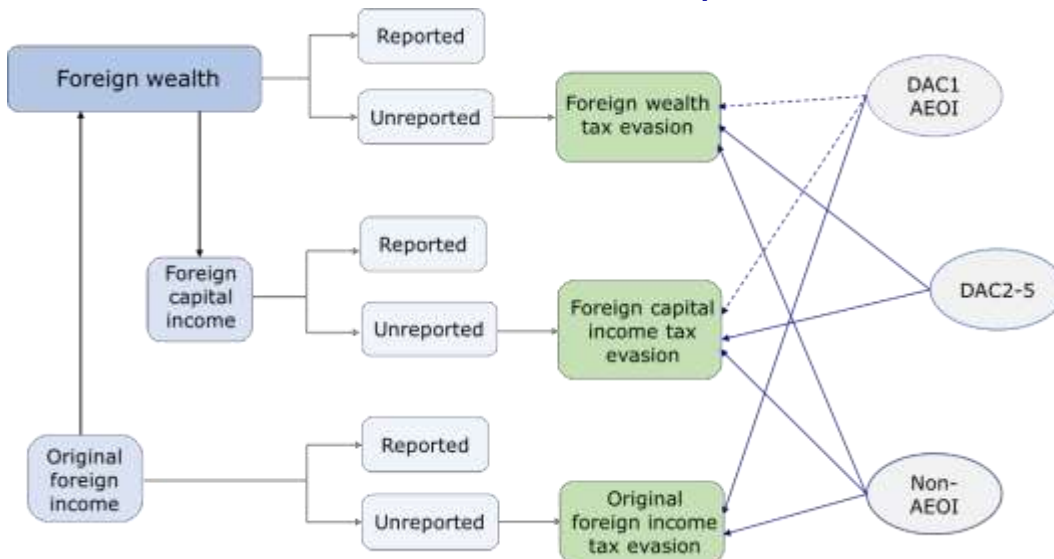 Reported
Foreign wealth
Unreported
Foreign wealth
tax evasion
DAC1
AEOI
Reported
Foreign
capital
income
Unreported
Foreign capital
income tax
evasion
DAC2-5
Reported
Original
foreign
income
Unreported
Original
foreign income
tax evasion
Non-
AEOI